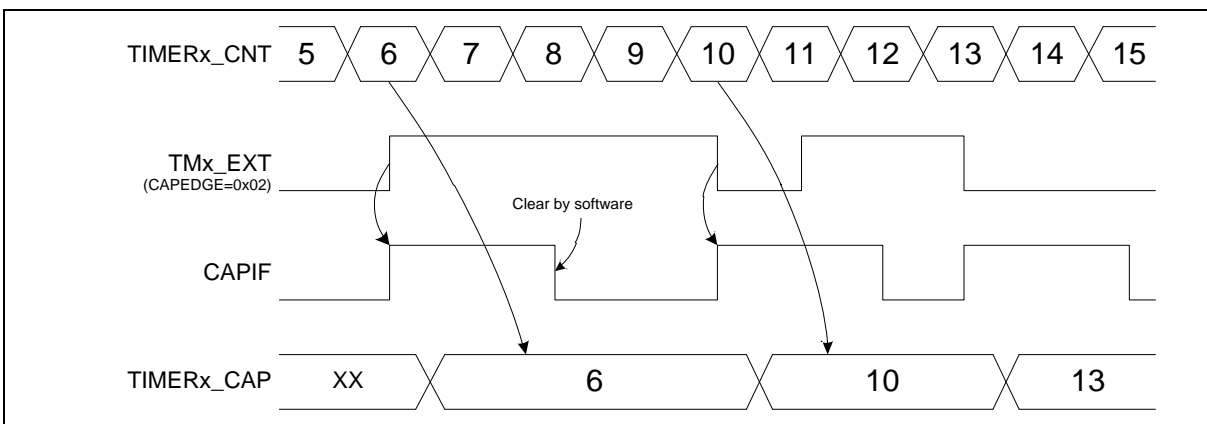 TIMERx_CNT 5 6 7 8 9 10 11 12 13 14 15
TMx_EXT
(CAPEDGE=0x02)
Clear by software
CAPIF
TIMERx_CAP XX 6 10 13